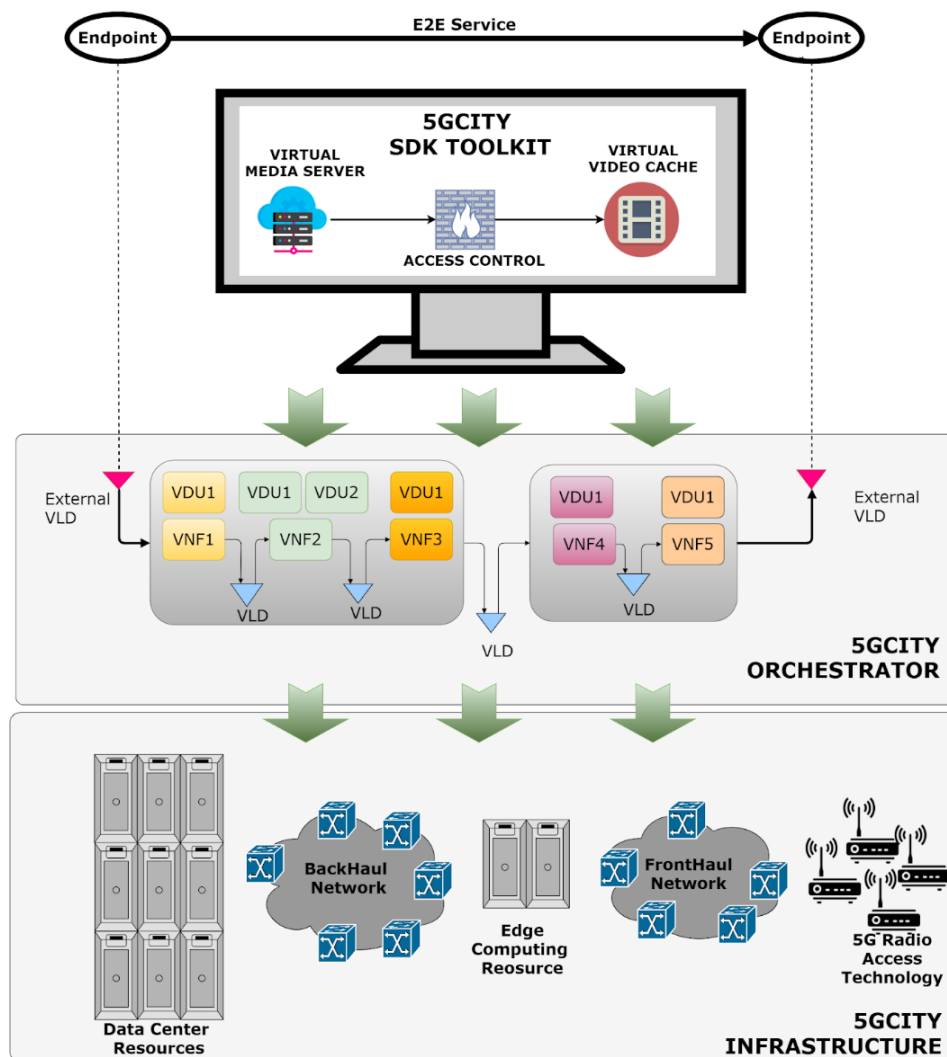 E2E Service
Endpoint
Endpoint
5GCITY
SDK TOOLKIT
VIRTUAL
MEDIA SERVER
VIRTUAL
VIDEO CACHE
ACCESS CONTROL
External
VLD
VDU1
VDU1
VDU2
VDU1
VNF1
VNF2
VNF3
VLD
VLD
VLD
VDU1
VDU1
VNF4
VNF5
VLD
External
VLD
5GCITY
ORCHESTRATOR
BackHaul
Network
FrontHaul
Network
Edge
Computing
Reosurce
5G Radio
Access
Technology
Data Center
Resources
5GCITY
INFRASTRUCTURE